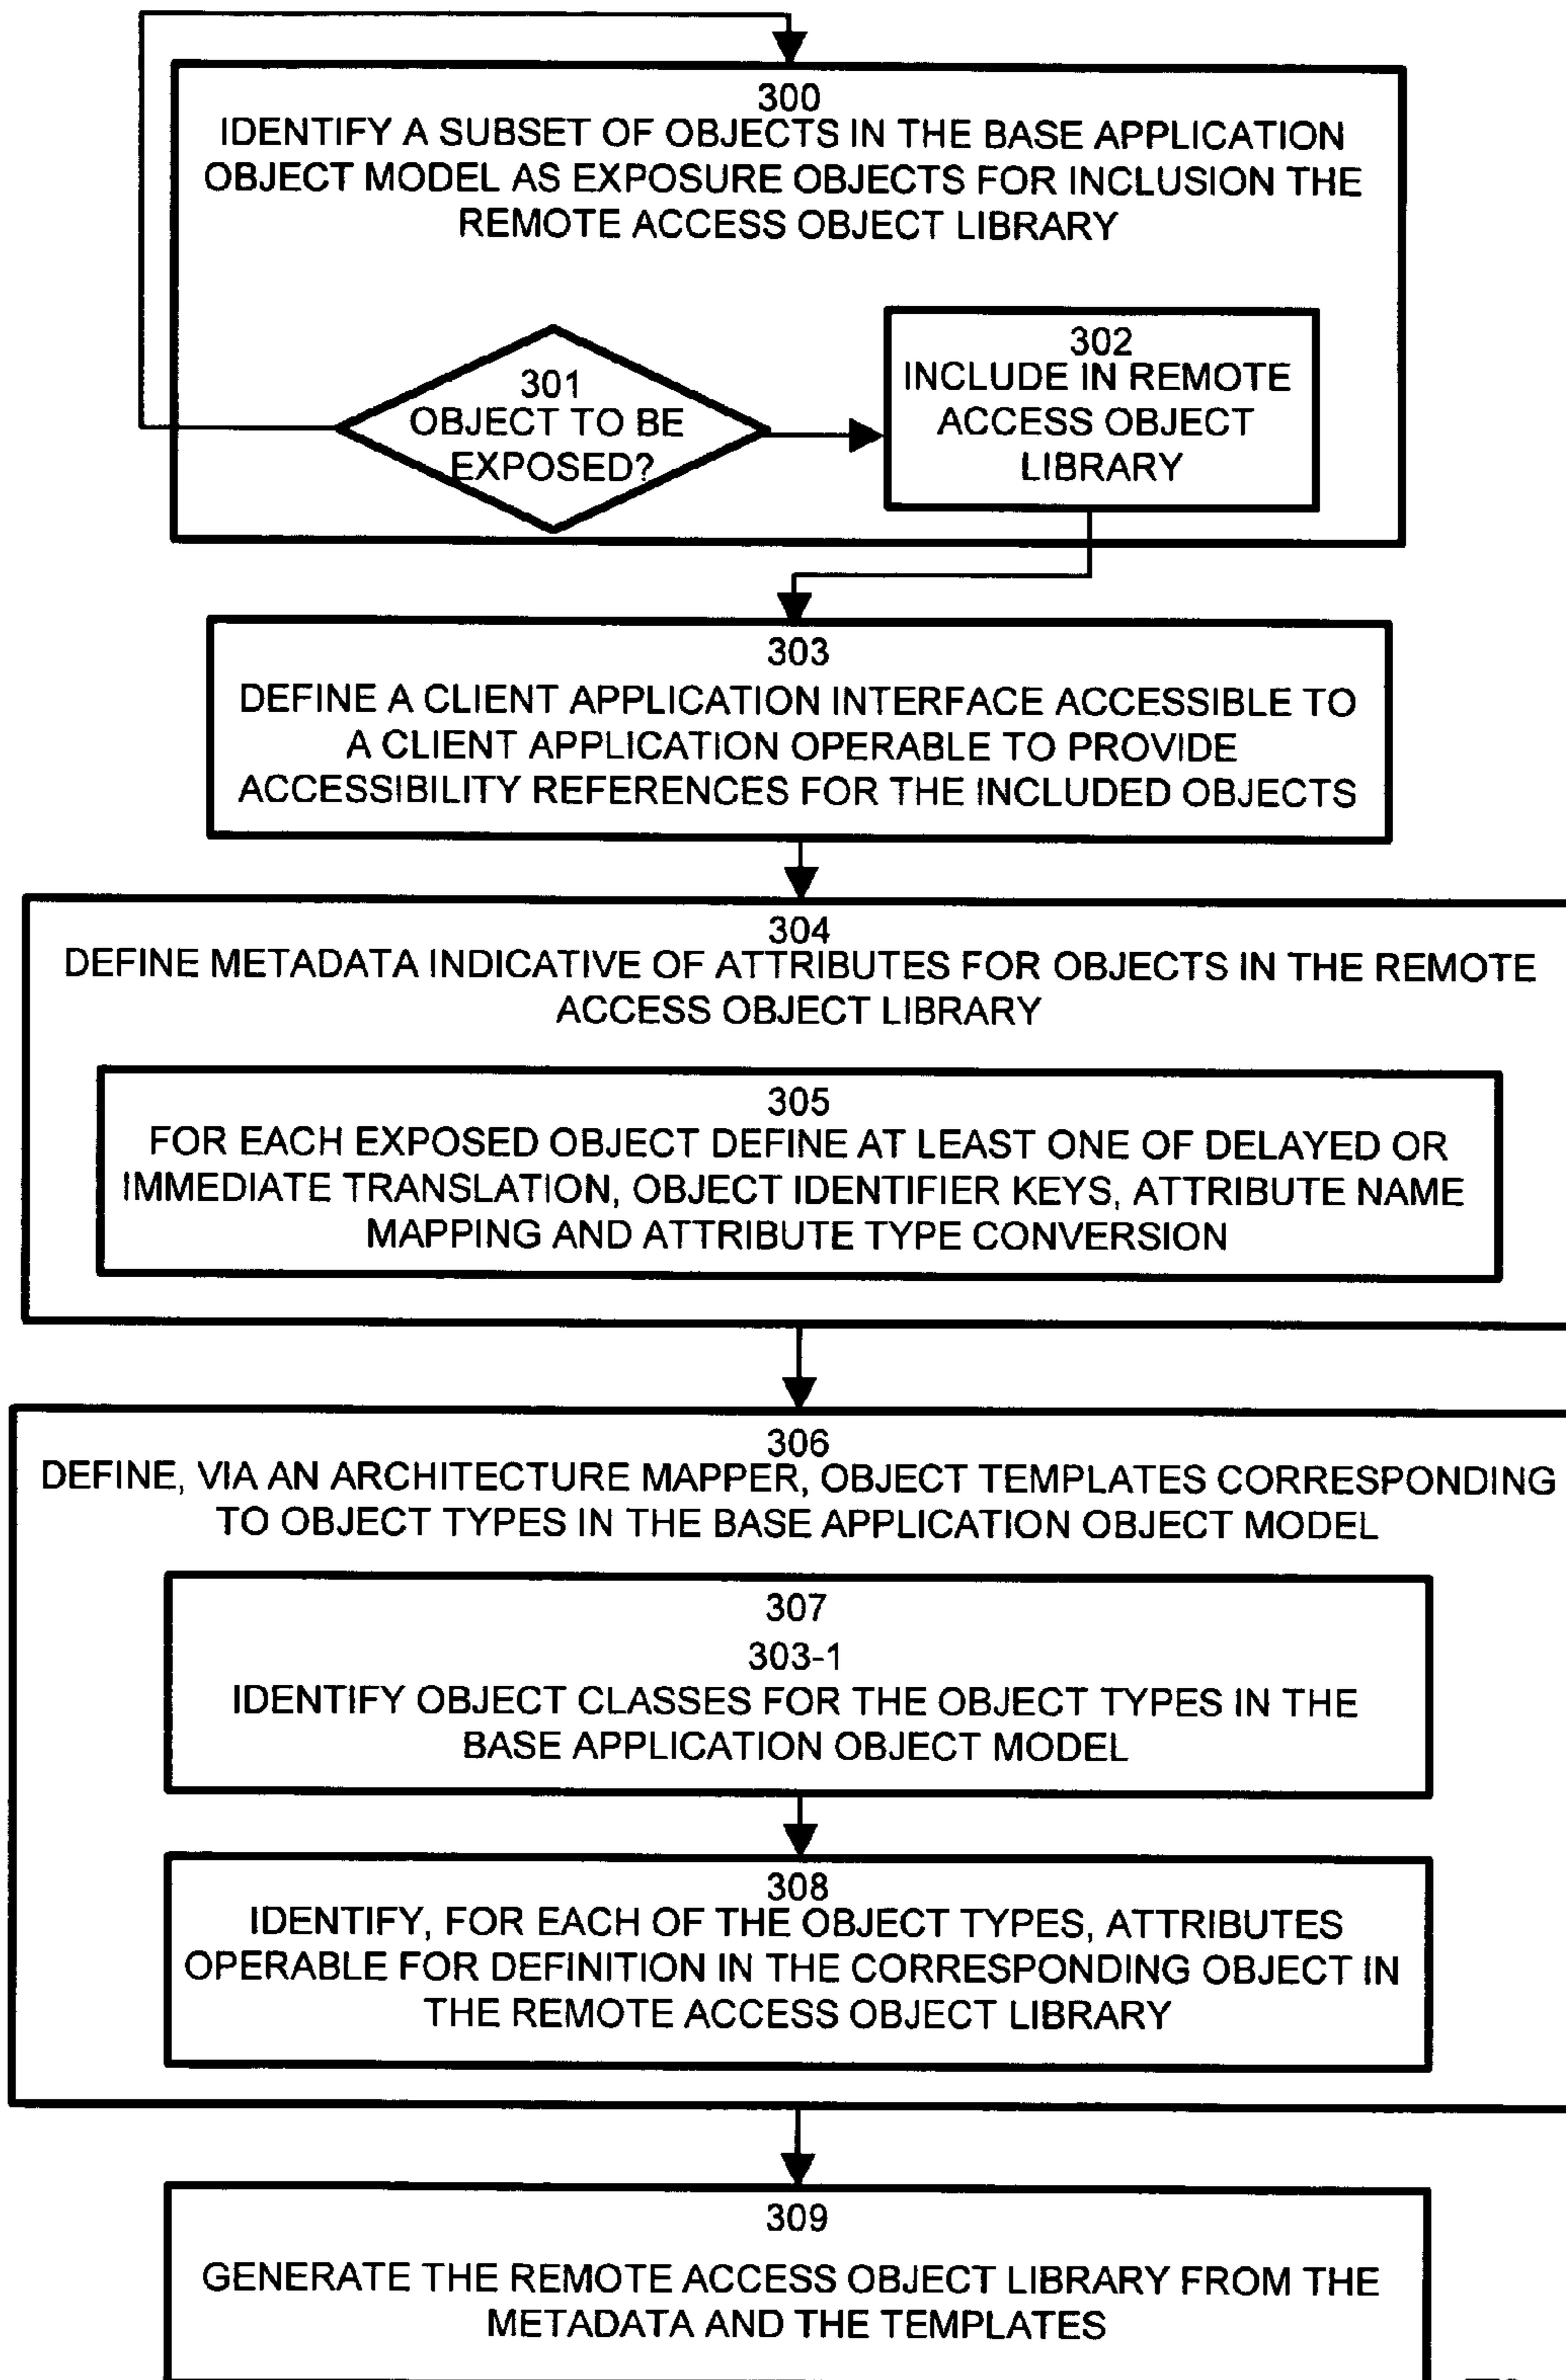 300
IDENTIFY A SUBSET OF OBJECTS IN THE BASE APPLICATION
OBJECT MODEL AS EXPOSURE OBJECTS FOR INCLUSION THE
REMOTE ACCESS OBJECT LIBRARY
301
OBJECT TO BE
EXPOSED?
302
INCLUDE IN REMOTE
ACCESS OBJECT
LIBRARY
303
DEFINE A CLIENT APPLICATION INTERFACE ACCESSIBLE TO
A CLIENT APPLICATION OPERABLE TO PROVIDE
ACCESSIBILITY REFERENCES FOR THE INCLUDED OBJECTS
304
DEFINE METADATA INDICATIVE OF ATTRIBUTES FOR OBJECTS IN THE REMOTE
ACCESS OBJECT LIBRARY
305
FOR EACH EXPOSED OBJECT DEFINE AT LEAST ONE OF DELAYED OR
IMMEDIATE TRANSLATION, OBJECT IDENTIFIER KEYS, ATTRIBUTE NAME
MAPPING AND ATTRIBUTE TYPE CONVERSION
306
DEFINE, VIA AN ARCHITECTURE MAPPER, OBJECT TEMPLATES CORRESPONDING
TO OBJECT TYPES IN THE BASE APPLICATION OBJECT MODEL
307
303-1
IDENTIFY OBJECT CLASSES FOR THE OBJECT TYPES IN THE
BASE APPLICATION OBJECT MODEL
308
IDENTIFY, FOR EACH OF THE OBJECT TYPES, ATTRIBUTES
OPERABLE FOR DEFINITION IN THE CORRESPONDING OBJECT IN
THE REMOTE ACCESS OBJECT LIBRARY
309
GENERATE THE REMOTE ACCESS OBJECT LIBRARY FROM THE
METADATA AND THE TEMPLATES